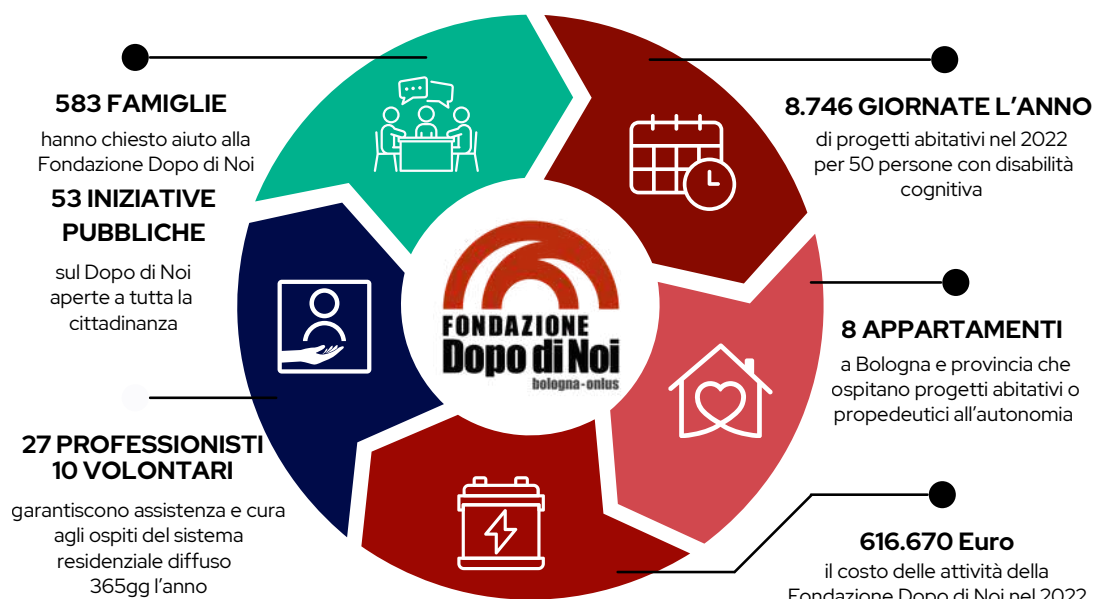 583 FAMIGLIE
hanno chiesto aiuto alla
Fondazione Dopo di Noi
53 INIZIATIVE
PUBBLICHE
sul Dopo di Noi
aperte a tutta la
cittadinanza
27 PROFESSIONISTI
10 VOLONTARI
garantiscono assistenza e cura
agli ospiti del sistema
residenziale diffuso
365gg l'anno
FONDAZIONE
Dopo di Noi
bologna-onlus
8.746 GIORNATE L'ANNO
di progetti abitativi nel 2022
per 50 persone con disabilità
cognitiva
8 APPARTAMENTI
a Bologna e provincia che
ospitano progetti abitativi o
propedeutici all'autonomia
616.670 Euro
il costo delle attività della
Fondazione Dopo di Noi nel 2022